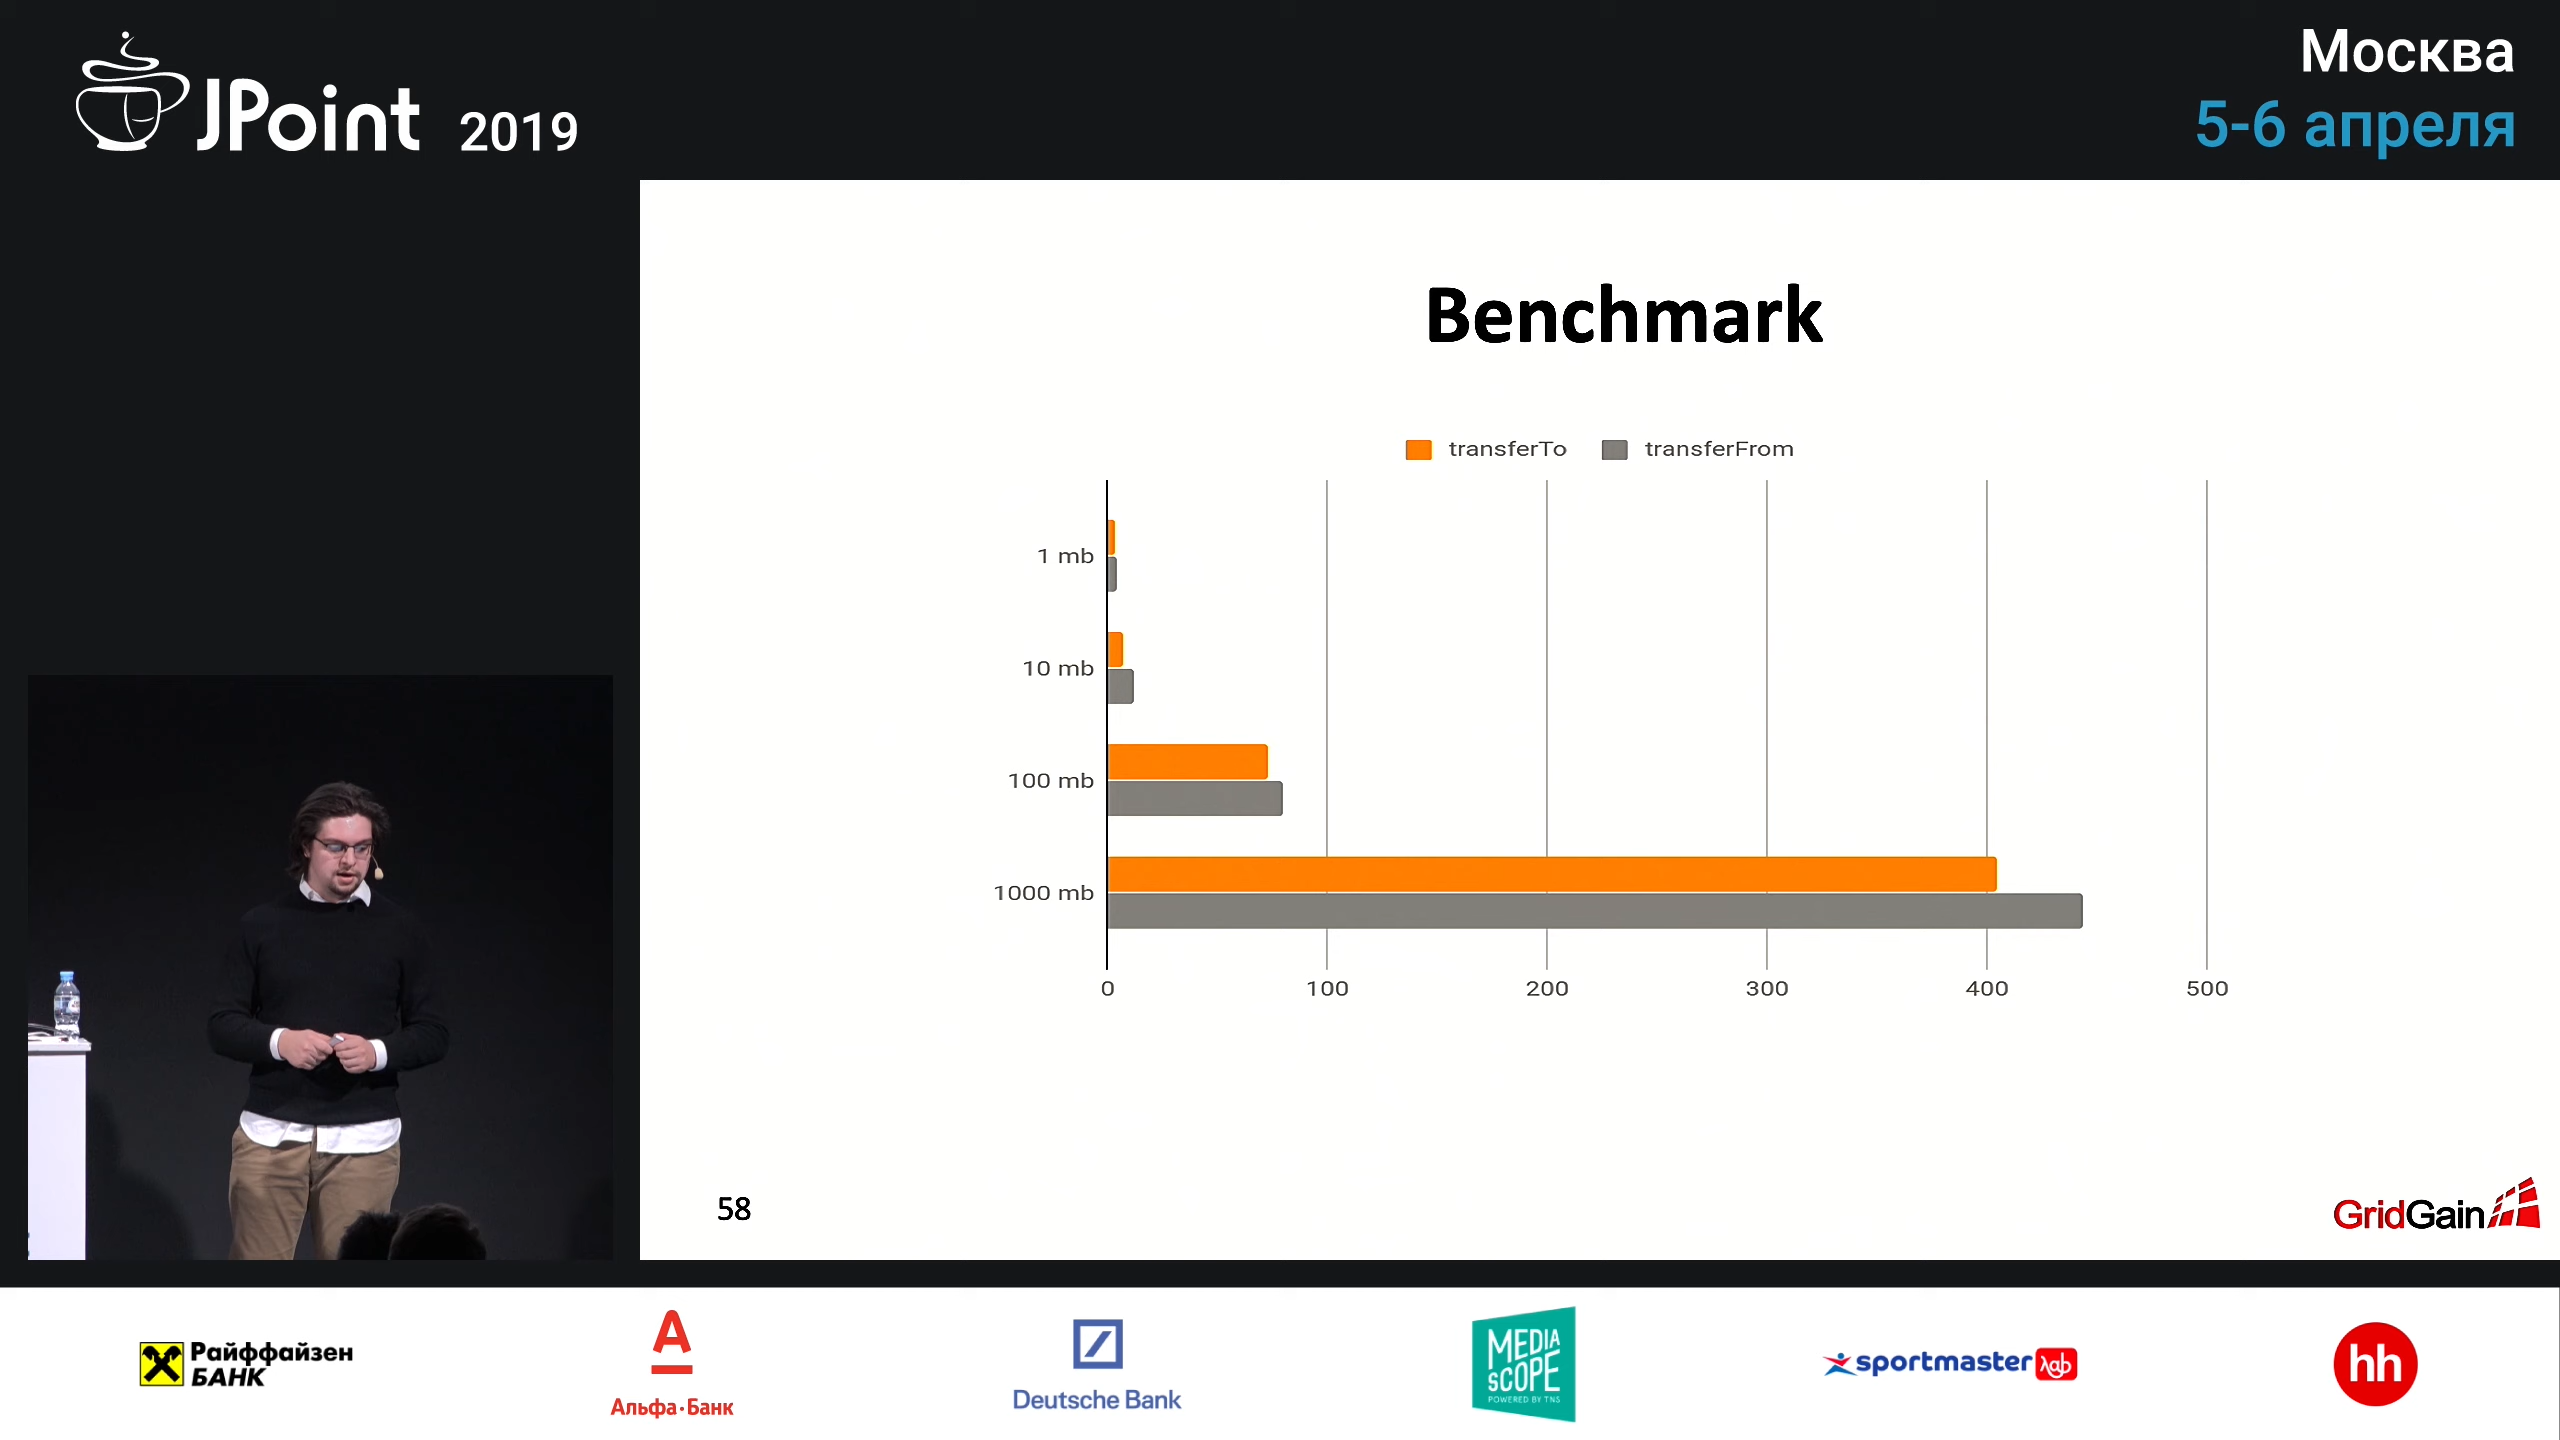 JPoint 2019
Москва
5-6 апреля
Benchmark
transferTo transferFrom
1 mb
10 mb
100 mb
1000 mb
0 100 200 300 400 500
58
GridGain
Райффайзен
БАНК
Альфа·Банк
Deutsche Bank
MEDIA
SCOPE
POWERED BY TNS
sportmaster λab
hh